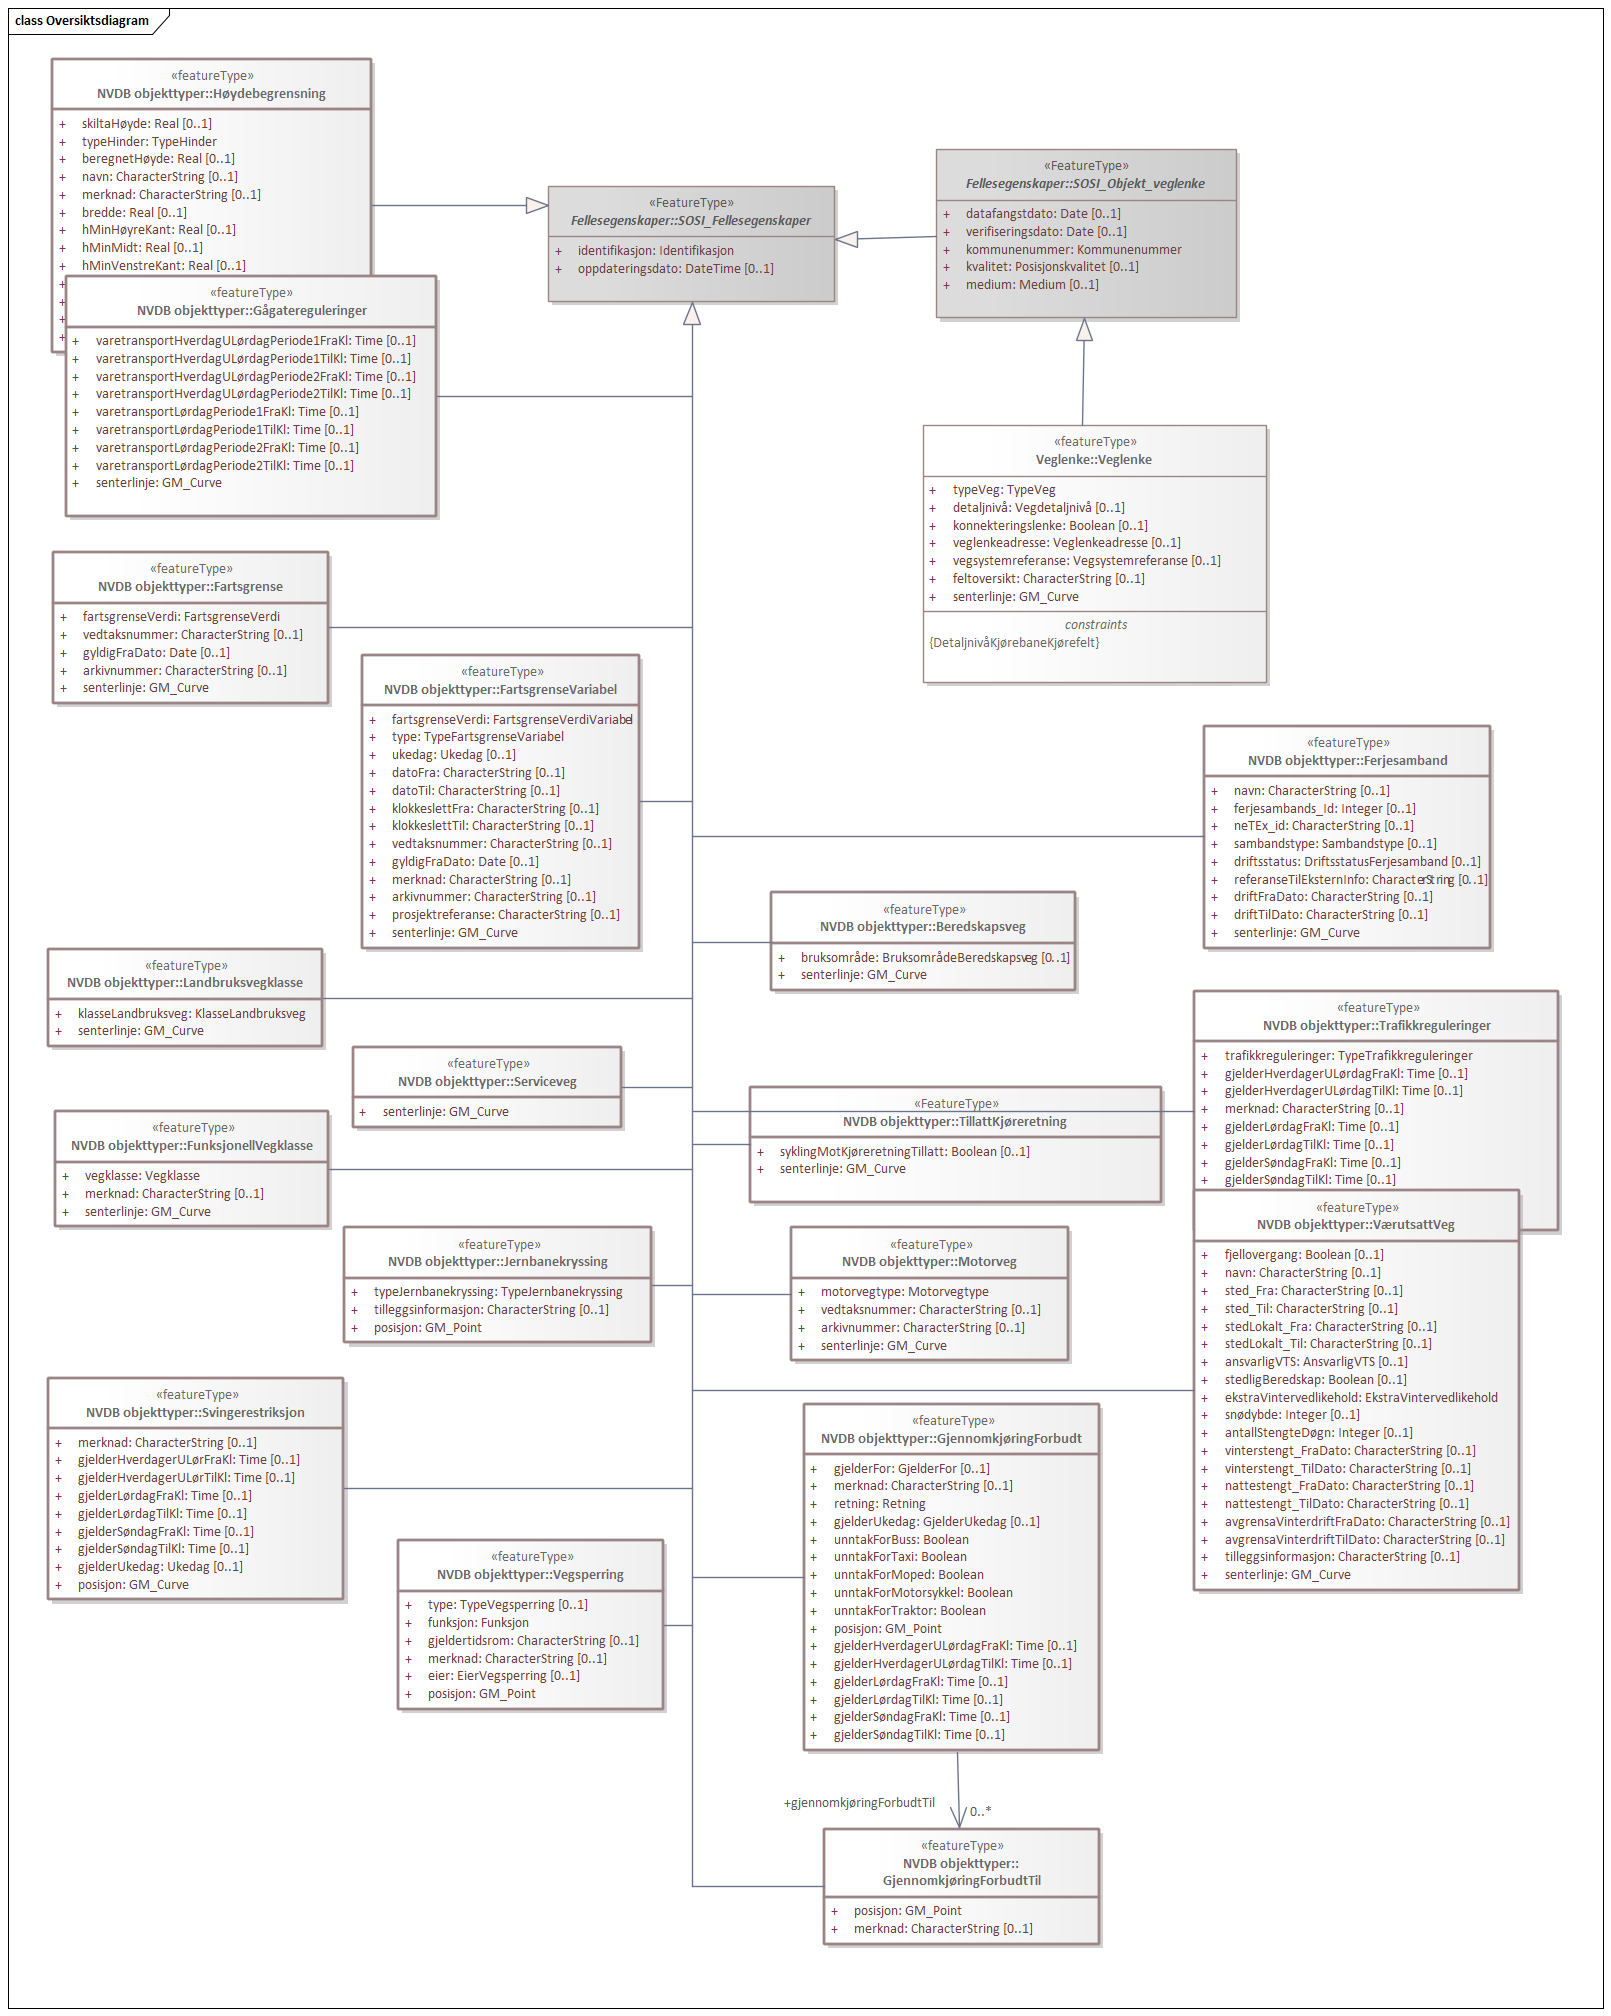 class Oversiktsdiagram
«featureType»
NVDB objekttyper::Høydebegrensning
+ skiltaHøyde: Real [0..1]
+ typeHinder: TypeHinder
+ beregnetHøyde: Real [0..1]
+ navn: CharacterString [0..1]
+ merknad: CharacterString [0..1]
+ bredde: Real [0..1]
+ hMinHøyreKant: Real [0..1]
+ hMinMidt: Real [0..1]
+ hMinVenstreKant: Real [0..1]
+
+
+
+
«featureType»
NVDB objekttyper::Gågatereguleringer
+ varetransportHverdagULørdagPeriode1FraKl: Time [0..1]
+ varetransportHverdagULørdagPeriode1TilKl: Time [0..1]
+ varetransportHverdagULørdagPeriode2FraKl: Time [0..1]
+ varetransportHverdagULørdagPeriode2TilKl: Time [0..1]
+ varetransportLørdagPeriode1FraKl: Time [0..1]
+ varetransportLørdagPeriode1TilKl: Time [0..1]
+ varetransportLørdagPeriode2FraKl: Time [0..1]
+ varetransportLørdagPeriode2TilKl: Time [0..1]
+ senterlinje: GM_Curve
«FeatureType»
Fellesegenskaper::SOSI_Fellesegenskaper
+ identifikasjon: Identifikasjon
+ oppdateringsdato: DateTime [0..1]
«FeatureType»
Fellesegenskaper::SOSI_Objekt_veglenke
+ datafangstdato: Date [0..1]
+ verifiseringsdato: Date [0..1]
+ kommunenummer: Kommunenummer
+ kvalitet: Posisjonskvalitet [0..1]
+ medium: Medium [0..1]
«featureType»
Veglenke::Veglenke
+ typeVeg: TypeVeg
+ detaljnivå: Vegdetaljnivå [0..1]
+ konnekteringslenke: Boolean [0..1]
+ veglenkeadresse: Veglenkeadresse [0..1]
+ vegsystemreferanse: Vegsystemreferanse [0..1]
+ feltoversikt: CharacterString [0..1]
+ senterlinje: GM_Curve
constraints
{DetaljnivåKjørebaneKjørefelt}
«featureType»
NVDB objekttyper::Fartsgrense
+ fartsgrenseVerdi: FartsgrenseVerdi
+ vedtaksnummer: CharacterString [0..1]
+ gyldigFraDato: Date [0..1]
+ arkivnummer: CharacterString [0..1]
+ senterlinje: GM_Curve
«featureType»
NVDB objekttyper::FartsgrenseVariabel
+ fartsgrenseVerdi: FartsgrenseVerdiVariabel
+ type: TypeFartsgrenseVariabel
+ ukedag: Ukedag [0..1]
+ datoFra: CharacterString [0..1]
+ datoTil: CharacterString [0..1]
+ klokkeslettFra: CharacterString [0..1]
+ klokkeslettTil: CharacterString [0..1]
+ vedtaksnummer: CharacterString [0..1]
+ gyldigFraDato: Date [0..1]
+ merknad: CharacterString [0..1]
+ arkivnummer: CharacterString [0..1]
+ prosjektreferanse: CharacterString [0..1]
+ senterlinje: GM_Curve
«featureType»
NVDB objekttyper::Ferjesamband
+ navn: CharacterString [0..1]
+ ferjesambands_Id: Integer [0..1]
+ neTEx_id: CharacterString [0..1]
+ sambandstype: Sambandstype [0..1]
+ driftsstatus: DriftsstatusFerjesamband [0..1]
+ referanseTilEksternInfo: CharacterString [0..1]
+ driftFraDato: CharacterString [0..1]
+ driftTilDato: CharacterString [0..1]
+ senterlinje: GM_Curve
«featureType»
NVDB objekttyper::Beredskapsveg
+ bruksområde: BruksområdeBeredskapsveg [0..1]
+ senterlinje: GM_Curve
«featureType»
NVDB objekttyper::Landbruksvegklasse
+ klasseLandbruksveg: KlasseLandbruksveg
+ senterlinje: GM_Curve
«featureType»
NVDB objekttyper::Serviceveg
+ senterlinje: GM_Curve
«featureType»
NVDB objekttyper::Trafikkreguleringer
+ trafikkreguleringer: TypeTrafikkreguleringer
+ gjelderHverdagerULørdagFraKl: Time [0..1]
+ gjelderHverdagerULørdagTilKl: Time [0..1]
+ merknad: CharacterString [0..1]
+ gjelderLørdagFraKl: Time [0..1]
+ gjelderLørdagTilKl: Time [0..1]
+ gjelderSøndagFraKl: Time [0..1]
+ gjelderSøndagTilKl: Time [0..1]
«FeatureType»
NVDB objekttyper::TillattKjøreretning
+ syklingMotKjøreretningTillatt: Boolean [0..1]
+ senterlinje: GM_Curve
«featureType»
NVDB objekttyper::FunksjonellVegklasse
+ vegklasse: Vegklasse
+ merknad: CharacterString [0..1]
+ senterlinje: GM_Curve
«featureType»
NVDB objekttyper::VærutsattVeg
+ fjellovergang: Boolean [0..1]
+ navn: CharacterString [0..1]
+ sted_Fra: CharacterString [0..1]
+ sted_Til: CharacterString [0..1]
+ stedLokalt_Fra: CharacterString [0..1]
+ stedLokalt_Til: CharacterString [0..1]
+ ansvarligVTS: AnsvarligVTS [0..1]
+ stedligBeredskap: Boolean [0..1]
+ ekstraVintervedlikehold: EkstraVintervedlikehold
+ snødybde: Integer [0..1]
+ antallStengteDøgn: Integer [0..1]
+ vinterstengt_FraDato: CharacterString [0..1]
+ vinterstengt_TilDato: CharacterString [0..1]
+ nattestengt_FraDato: CharacterString [0..1]
+ nattestengt_TilDato: CharacterString [0..1]
+ avgrensaVinterdriftFraDato: CharacterString [0..1]
+ avgrensaVinterdriftTilDato: CharacterString [0..1]
+ tilleggsinformasjon: CharacterString [0..1]
+ senterlinje: GM_Curve
«featureType»
NVDB objekttyper::Jernbanekryssing
+ typeJernbanekryssing: TypeJernbanekryssing
+ tilleggsinformasjon: CharacterString [0..1]
+ posisjon: GM_Point
«featureType»
NVDB objekttyper::Motorveg
+ motorvegtype: Motorvegtype
+ vedtaksnummer: CharacterString [0..1]
+ arkivnummer: CharacterString [0..1]
+ senterlinje: GM_Curve
«featureType»
NVDB objekttyper::Svingerestriksjon
+ merknad: CharacterString [0..1]
+ gjelderHverdagerULørFraKl: Time [0..1]
+ gjelderHverdagerULørTilKl: Time [0..1]
+ gjelderLørdagFraKl: Time [0..1]
+ gjelderLørdagTilKl: Time [0..1]
+ gjelderSøndagFraKl: Time [0..1]
+ gjelderSøndagTilKl: Time [0..1]
+ gjelderUkedag: Ukedag [0..1]
+ posisjon: GM_Curve
«featureType»
NVDB objekttyper::GjennomkjøringForbudt
+ gjelderFor: GjelderFor [0..1]
+ merknad: CharacterString [0..1]
+ retning: Retning
+ gjelderUkedag: GjelderUkedag [0..1]
+ unntakForBuss: Boolean
+ unntakForTaxi: Boolean
+ unntakForMoped: Boolean
+ unntakForMotorsykkel: Boolean
+ unntakForTraktor: Boolean
+ posisjon: GM_Point
+ gjelderHverdagerULørdagFraKl: Time [0..1]
+ gjelderHverdagerULørdagTilKl: Time [0..1]
+ gjelderLørdagFraKl: Time [0..1]
+ gjelderLørdagTilKl: Time [0..1]
+ gjelderSøndagFraKl: Time [0..1]
+ gjelderSøndagTilKl: Time [0..1]
«featureType»
NVDB objekttyper::Vegsperring
+ type: TypeVegsperring [0..1]
+ funksjon: Funksjon
+ gjeldertidsrom: CharacterString [0..1]
+ merknad: CharacterString [0..1]
+ eier: EierVegsperring [0..1]
+ posisjon: GM_Point
+gjennomkjøringForbudtTil
0..*
«featureType»
NVDB objekttyper::
GjennomkjøringForbudtTil
+ posisjon: GM_Point
+ merknad: CharacterString [0..1]